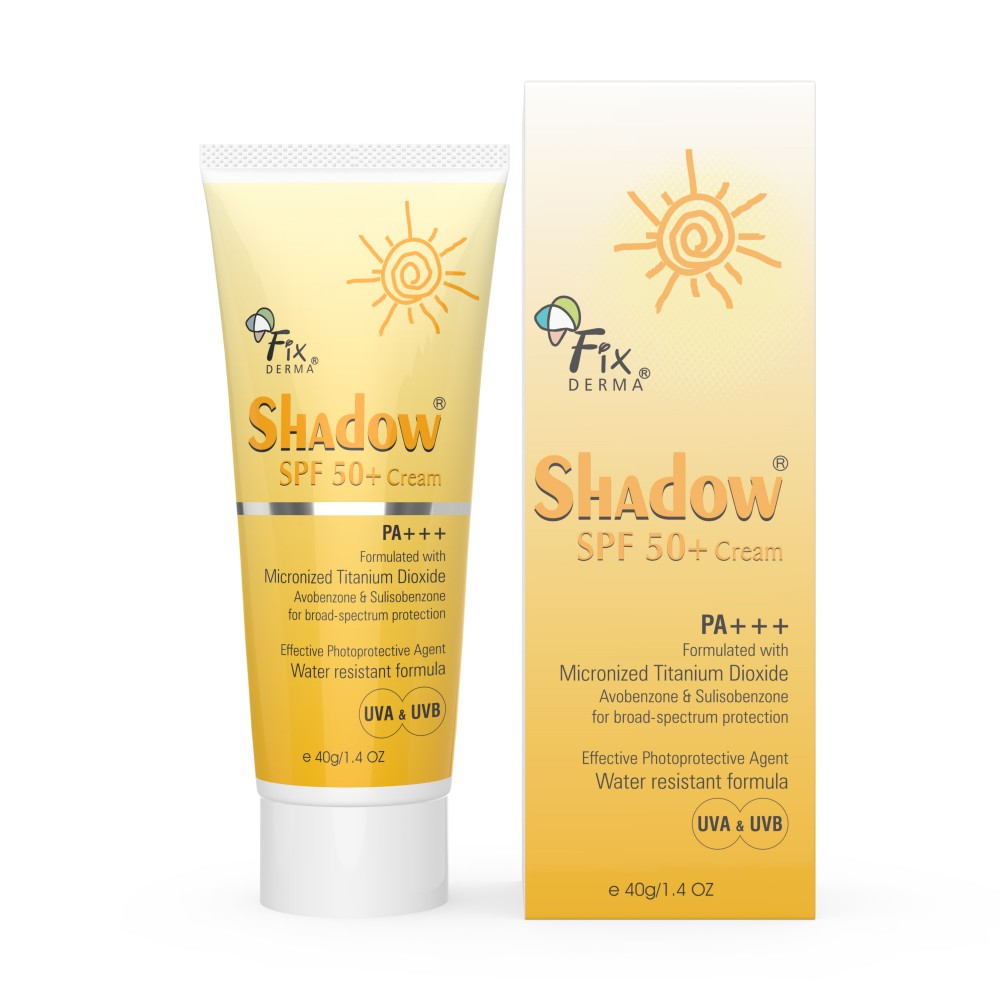 Fix
DERMA®
Shadow®
SPF 50+ Cream
PA+++
Formulated with
Micronized Titanium Dioxide
Avobenzone & Sulisobenzone
for broad-spectrum protection
Effective Photoprotective Agent
Water resistant formula
UVA & UVB
e 40g/1.4 OZ
Fix
DERMA®
Shadow®
SPF 50+ Cream
PA+++
Formulated with
Micronized Titanium Dioxide
Avobenzone & Sulisobenzone
for broad-spectrum protection
Effective Photoprotective Agent
Water resistant formula
UVA & UVB
e 40g/1.4 OZ